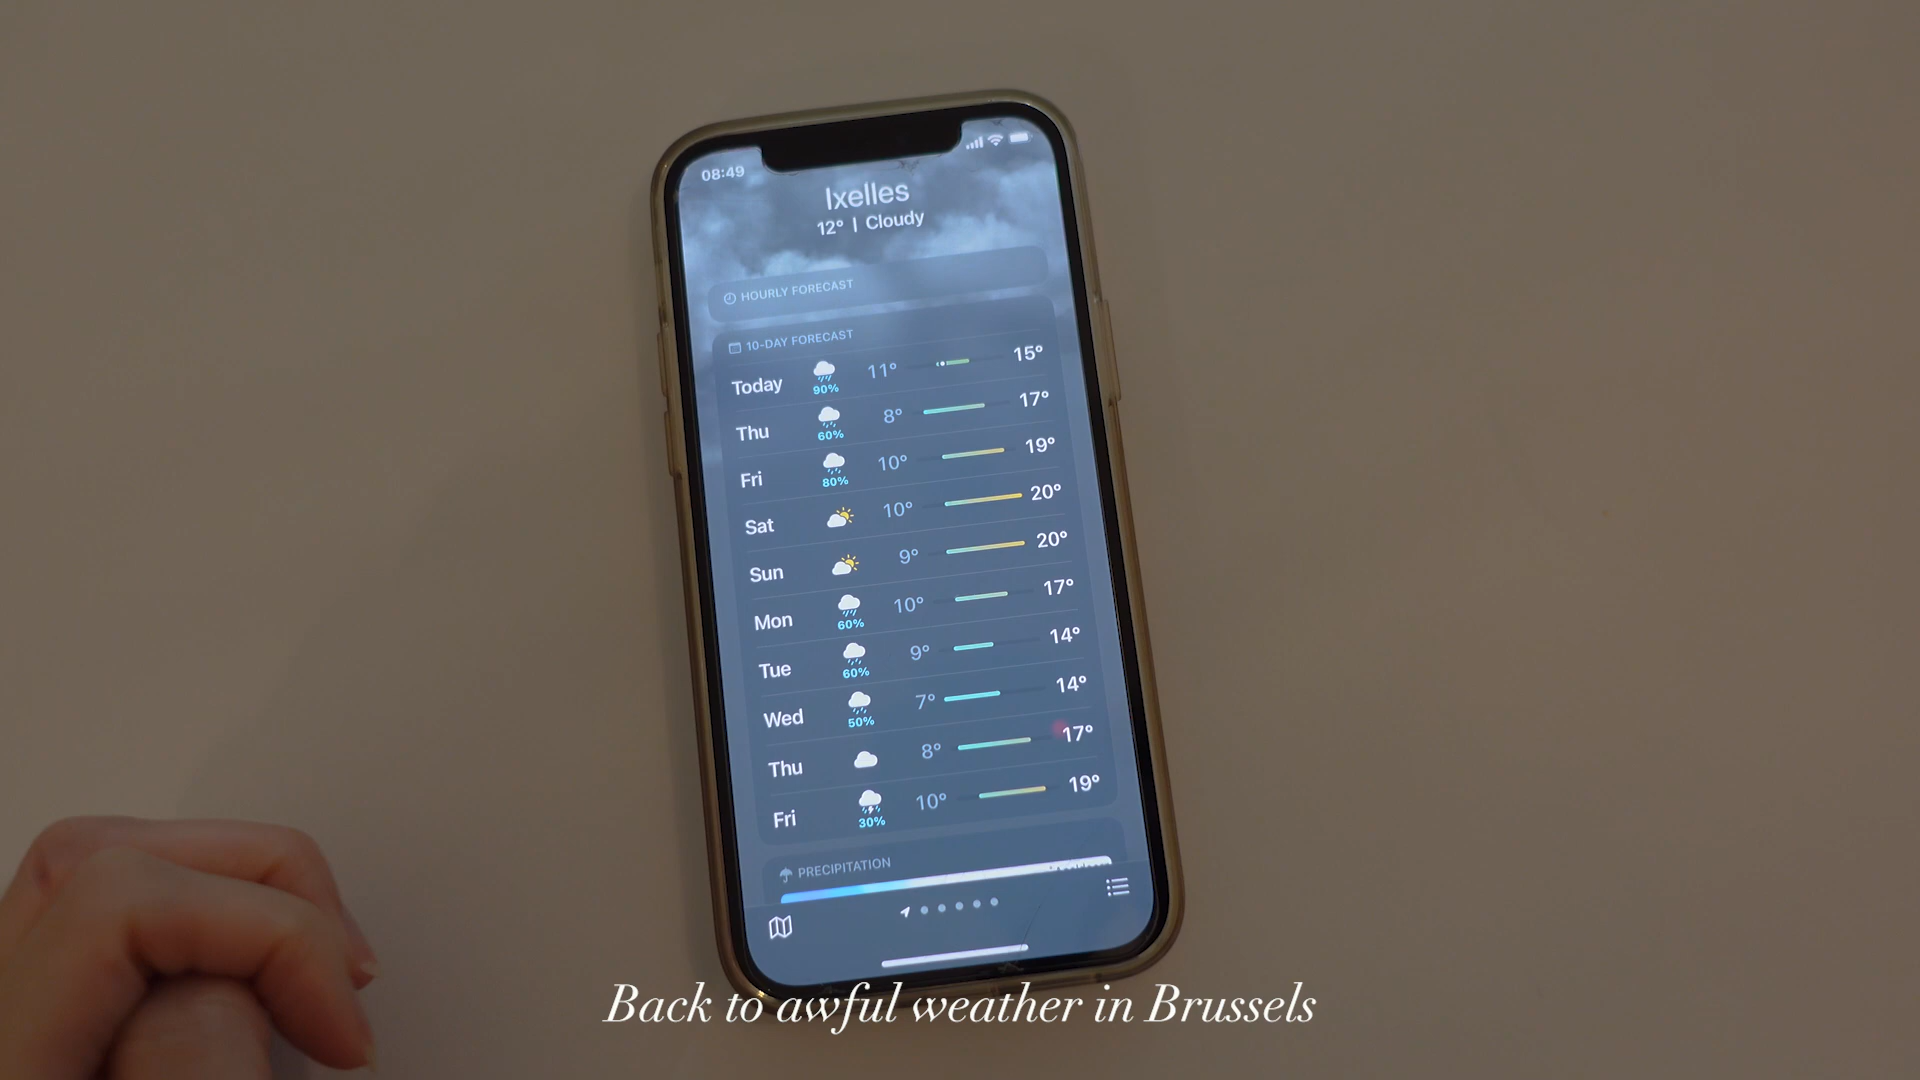 08:49
Ixelles
12° | Cloudy
HOURLY FORECAST
10-DAY FORECAST
Today 90% 11° 15°
Thu 60% 8° 17°
Fri 80% 10° 19°
Sat 10° 20°
Sun 9° 20°
Mon 60% 10° 17°
Tue 60% 9° 14°
Wed 50% 7° 14°
Thu 8° 17°
Fri 30% 10° 19°
PRECIPITATION
Back to awful weather in Brussels